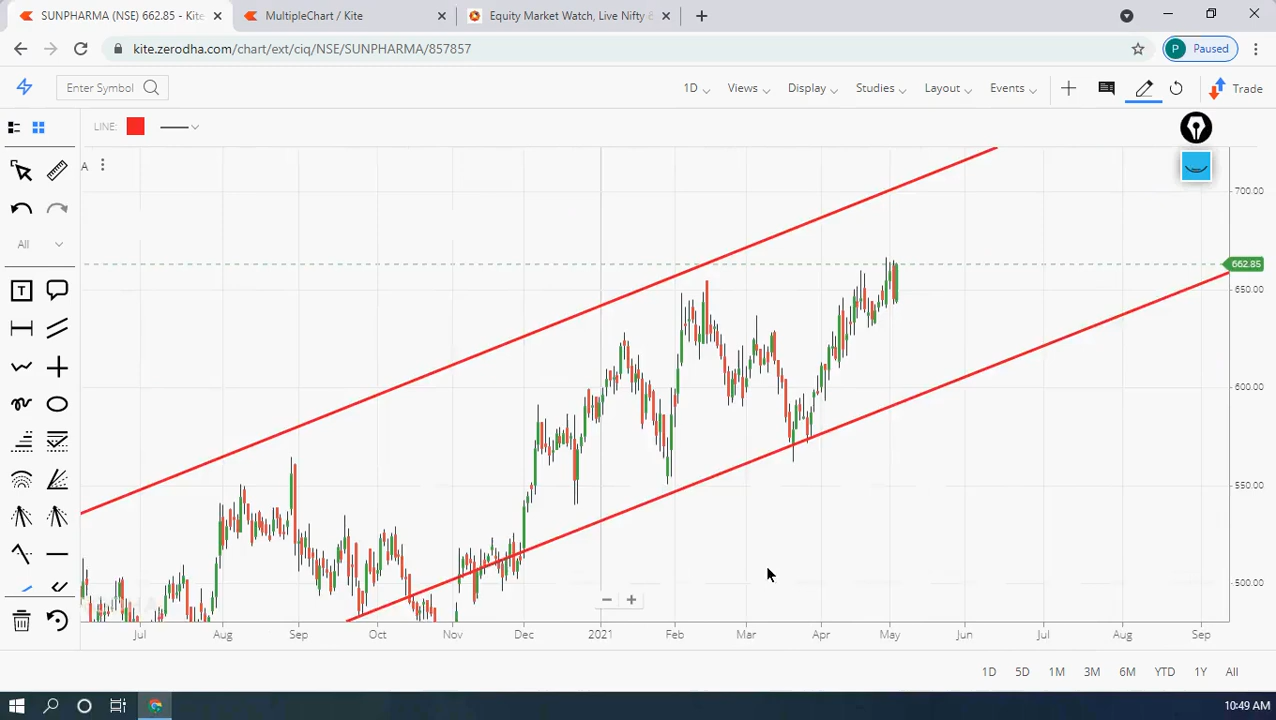 SUNPHARMA (NSE) 662.85 - Kite
MultipleChart / Kite
Equity Market Watch, Live Nifty
kite.zerodha.com/chart/ext/ciq/NSE/SUNPHARMA/857857
P Paused
Enter Symbol
1D Views Display Studies Layout Events Trade
LINE:
A
All
T
700.00
662.85
650.00
600.00
550.00
500.00
Jul Aug Sep Oct Nov Dec 2021 Feb Mar Apr May Jun Jul Aug Sep
1D 5D 1M 3M 6M YTD 1Y All
10:49 AM